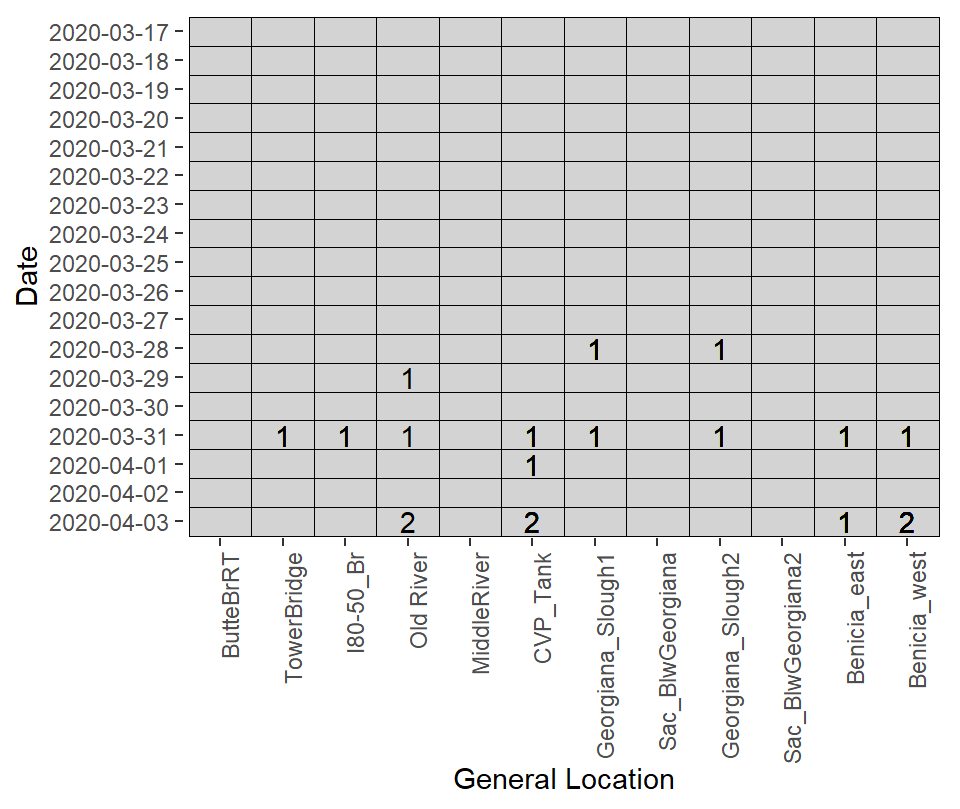 2020-03-17
2020-03-18
2020-03-19
2020-03-20
2020-03-21
2020-03-22
2020-03-23
2020-03-24
2020-03-25
2020-03-26
2020-03-27
2020-03-28 1 1
2020-03-29 1
2020-03-30
2020-03-31 1 1 1 1 1 1 1 1
2020-04-01 1
2020-04-02
2020-04-03 2 2 1 2
Date
ButteBrRT
TowerBridge
I80-50_Br
Old River
MiddleRiver
CVP_Tank
Georgiana_Slough1
Sac_BlwGeorgiana
Georgiana_Slough2
Sac_BlwGeorgiana2
Benicia_east
Benicia_west
General Location